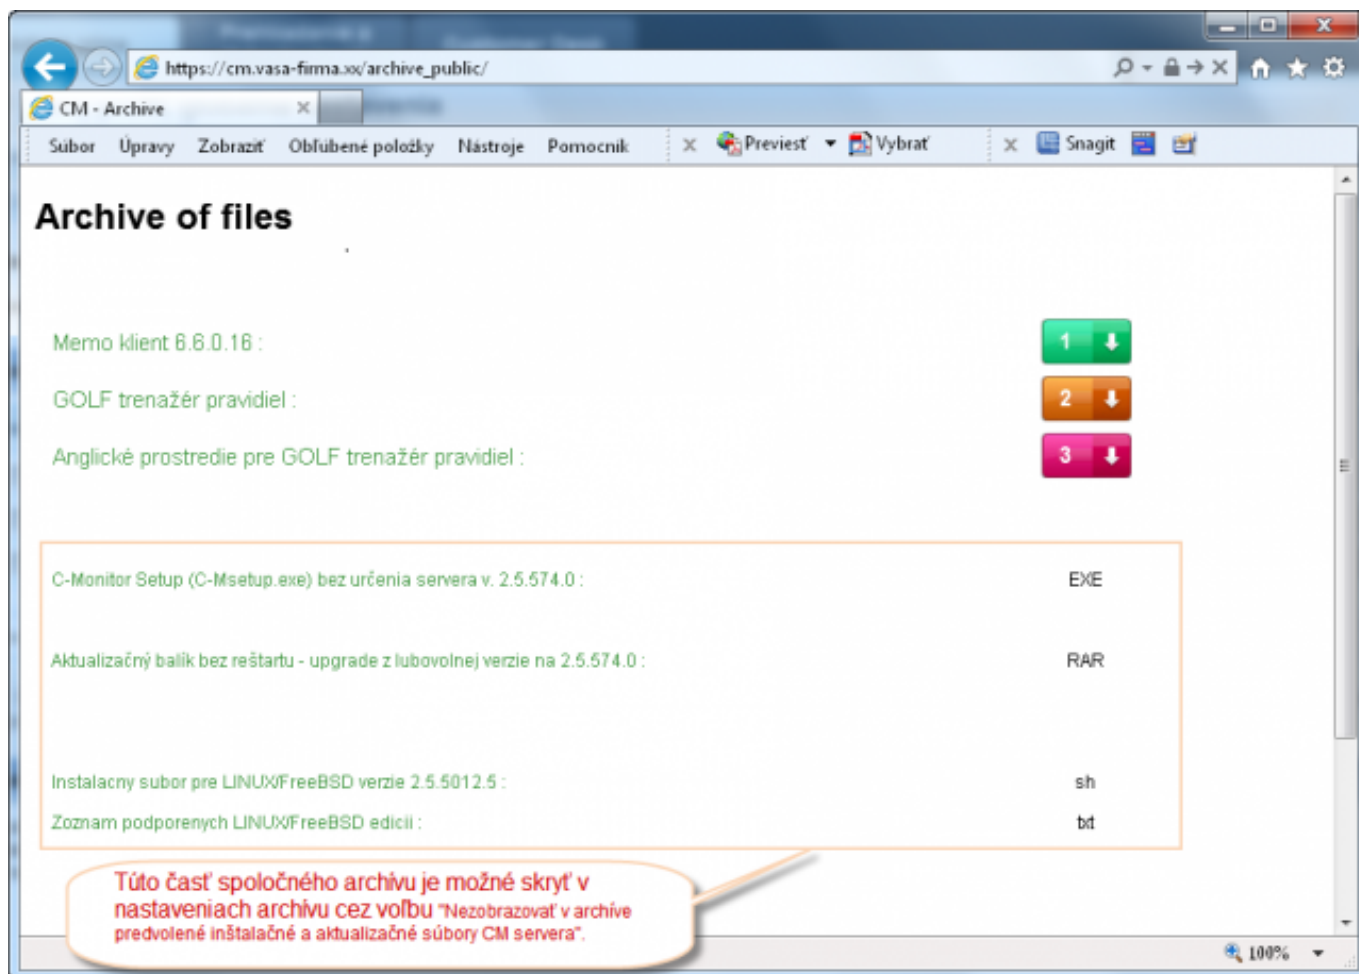 https://cm.vasa-firma.xx/archive_public/
CM - Archive
Súbor Úpravy Zobraziť Obľúbené položky Nástroje Pomocník x Previesť Vybrať x Snagit
Archive of files
Memo klient 6.6.0.16 : 1
GOLF trenažér pravidiel : 2
Anglické prostredie pre GOLF trenažér pravidiel : 3
C-Monitor Setup (C-Msetup.exe) bez určenia servera v. 2.5.574.0 : EXE
Aktualizačný balík bez reštartu - upgrade z lubovolnej verzie na 2.5.574.0 : RAR
Instalacny subor pre LINUX/FreeBSD verzie 2.5.5012.5 : sh
Zoznam podporenych LINUX/FreeBSD edicii : txt
Túto časť spoločného archívu je možné skryť v
nastaveniach archívu cez voľbu "Nezobrazovať v archíve
predvolené inštalačné a aktualizačné súbory CM servera".
100%